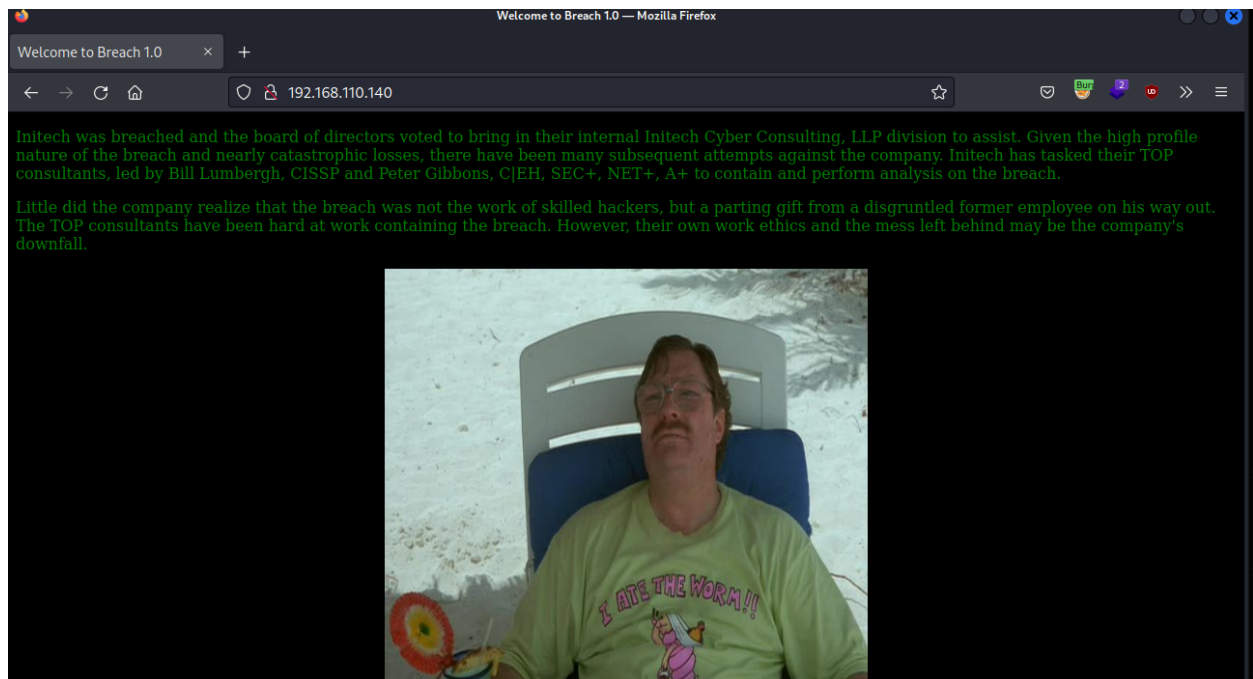 Welcome to Breach 1.0 — Mozilla Firefox
Welcome to Breach 1.0
192.168.110.140
Bur
2
Initech was breached and the board of directors voted to bring in their internal Initech Cyber Consulting, LLP division to assist. Given the high profile
nature of the breach and nearly catastrophic losses, there have been many subsequent attempts against the company. Initech has tasked their TOP
consultants, led by Bill Lumbergh, CISSP and Peter Gibbons, C|EH, SEC+, NET+, A+ to contain and perform analysis on the breach.
Little did the company realize that the breach was not the work of skilled hackers, but a parting gift from a disgruntled former employee on his way out.
The TOP consultants have been hard at work containing the breach. However, their own work ethics and the mess left behind may be the company's
downfall.
I ATE THE WORM!!